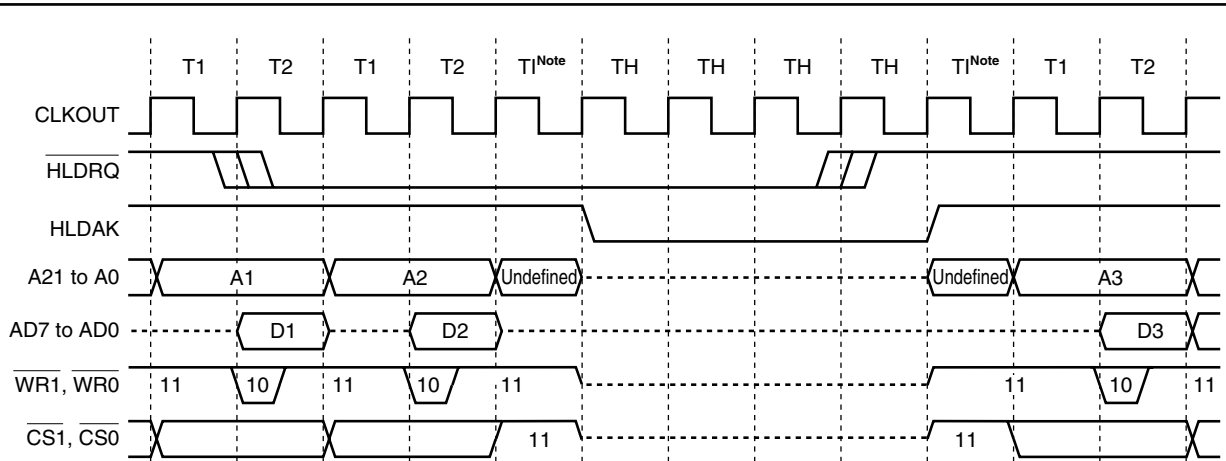 T1 T2 T1 T2 TINote TH TH TH TH TINote T1 T2
CLKOUT
HLDRQ
HLDAK
A21 to A0 A1 A2 Undefined Undefined A3
AD7 to AD0 D1 D2 D3
WR1, WR0 11 10 11 10 11 11 10 11
CS1, CS0 11 11